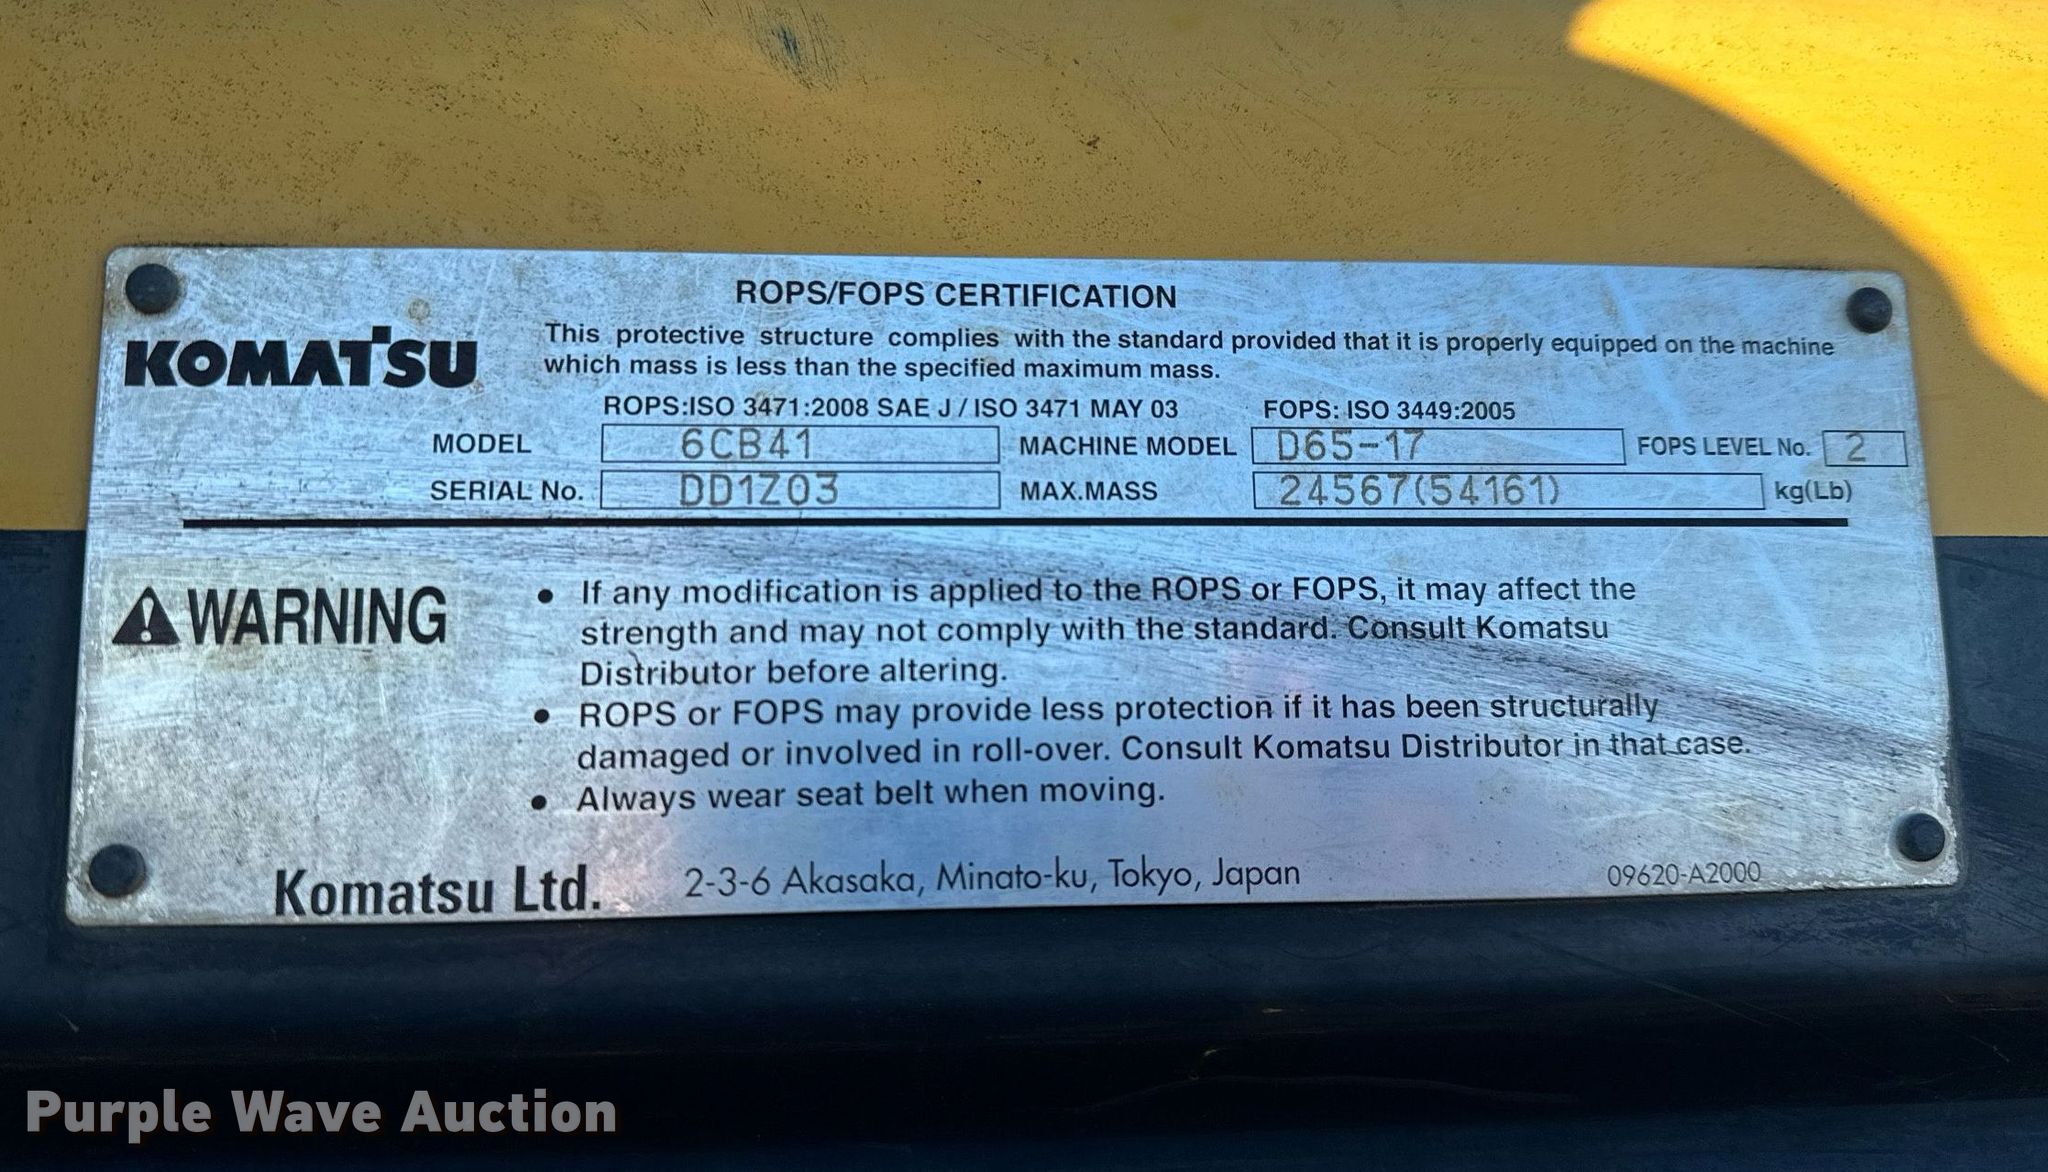 ROPS/FOPS CERTIFICATION
KOMATSU
This protective structure complies with the standard provided that it is properly equipped on the machine
which mass is less than the specified maximum mass.
ROPS:ISO 3471:2008 SAE J / ISO 3471 MAY 03 FOPS: ISO 3449:2005
MODEL 6CB41 MACHINE MODEL D65-17 FOPS LEVEL No. 2
SERIAL No. DD1Z03 MAX.MASS 24567(54161) kg(Lb)
WARNING
• If any modification is applied to the ROPS or FOPS, it may affect the
strength and may not comply with the standard. Consult Komatsu
Distributor before altering.
• ROPS or FOPS may provide less protection if it has been structurally
damaged or involved in roll-over. Consult Komatsu Distributor in that case.
• Always wear seat belt when moving.
Komatsu Ltd. 2-3-6 Akasaka, Minato-ku, Tokyo, Japan 09620-A2000
Purple Wave Auction